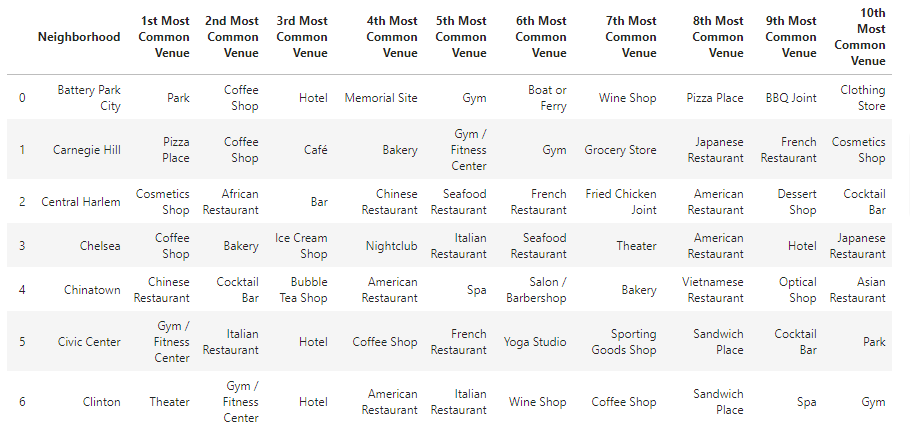 Neighborhood 1st Most Common Venue 2nd Most Common Venue 3rd Most Common Venue 4th Most Common Venue 5th Most Common Venue 6th Most Common Venue 7th Most Common Venue 8th Most Common Venue 9th Most Common Venue 10th Most Common Venue
0 Battery Park City Park Coffee Shop Hotel Memorial Site Gym Boat or Ferry Wine Shop Pizza Place BBQ Joint Clothing Store
1 Carnegie Hill Pizza Place Coffee Shop Café Bakery Gym / Fitness Center Gym Grocery Store Japanese Restaurant French Restaurant Cosmetics Shop
2 Central Harlem Cosmetics Shop African Restaurant Bar Chinese Restaurant Seafood Restaurant French Restaurant Fried Chicken Joint American Restaurant Dessert Shop Cocktail Bar
3 Chelsea Coffee Shop Bakery Ice Cream Shop Nightclub Italian Restaurant Seafood Restaurant Theater American Restaurant Hotel Japanese Restaurant
4 Chinatown Chinese Restaurant Cocktail Bar Bubble Tea Shop American Restaurant Spa Salon / Barbershop Bakery Vietnamese Restaurant Optical Shop Asian Restaurant
5 Civic Center Gym / Fitness Center Italian Restaurant Hotel Coffee Shop French Restaurant Yoga Studio Sporting Goods Shop Sandwich Place Cocktail Bar Park
6 Clinton Theater Gym / Fitness Center Hotel American Restaurant Italian Restaurant Wine Shop Coffee Shop Sandwich Place Spa Gym